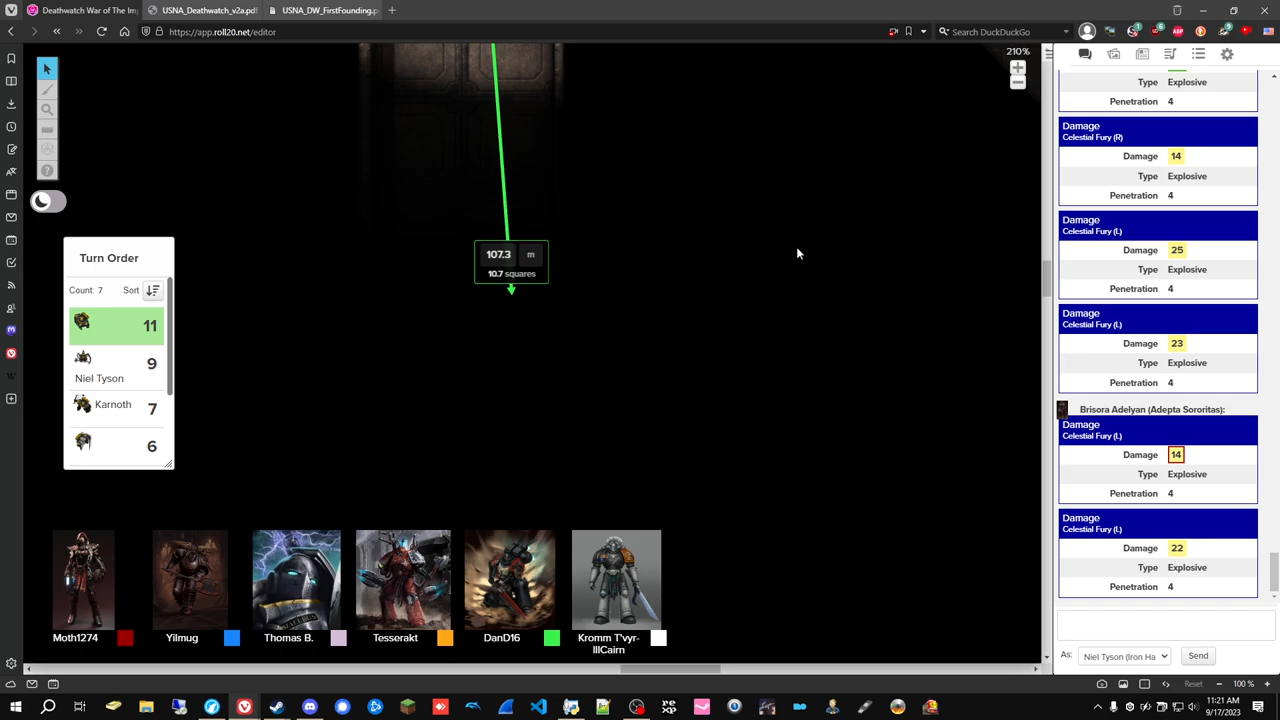 Deathwatch War of The Im
USNA_Deathwatch_v2a.pdf
USNA_DW_FirstFounding.p
https://app.roll20.net/editor
Search DuckDuckGo
210%
107.3 m
10.7 squares
Turn Order
Count: 7 Sort
11
9
Niel Tyson
Karnoth 7
6
Moth1274
Yilmug
Thomas B.
Tesserakt
DanD16
Kromm T'vyr-
IllCairn
Type Explosive
Penetration 4
Damage
Celestial Fury (R)
Damage 14
Type Explosive
Penetration 4
Damage
Celestial Fury (L)
Damage 25
Type Explosive
Penetration 4
Damage
Celestial Fury (L)
Damage 23
Type Explosive
Penetration 4
Brisora Adelyan (Adepta Sororitas):
Damage
Celestial Fury (L)
Damage 14
Type Explosive
Penetration 4
Damage
Celestial Fury (L)
Damage 22
Type Explosive
Penetration 4
As: Niel Tyson (Iron Ha Send
Reset 100 %
11:21 AM
9/17/2023